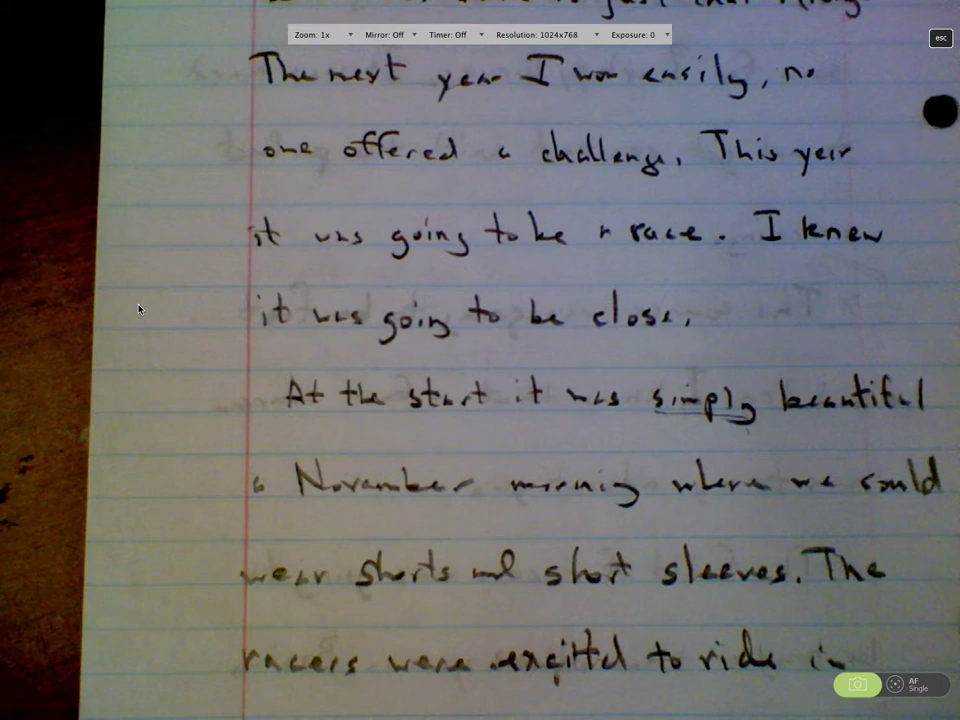 Zoom: 1x Mirror: Off Timer: Off Resolution: 1024x768 Exposure: 0
esc
The next year I won easily, no
one offered a challenge. This year
it was going to be a race. I knew
it was going to be close.
At the start it was simply beautiful
a November morning where we could
wear shorts and short sleeves. The
racers were excited to ride in
AF
Single